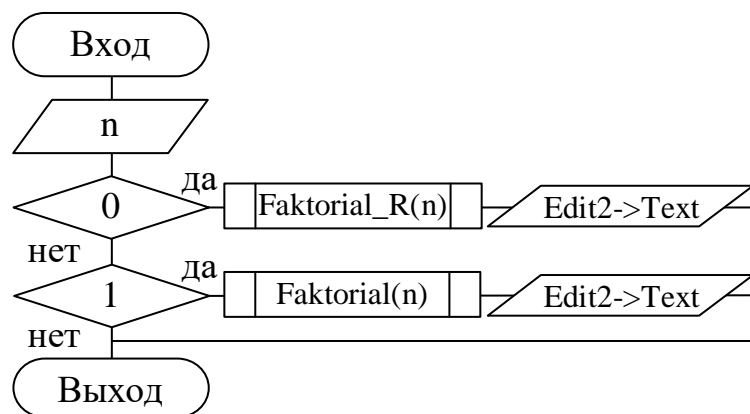 Вход
n
0
да
Faktorial_R(n)
Edit2->Text
нет
1
да
Faktorial(n)
Edit2->Text
нет
Выход